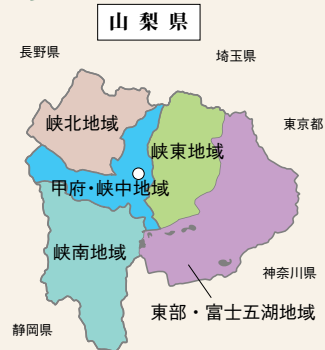 山梨県
長野県
埼玉県
東京都
峡北地域
峡東地域
甲府・峡中地域
峡南地域
神奈川県
東部・富士五湖地域
静岡県